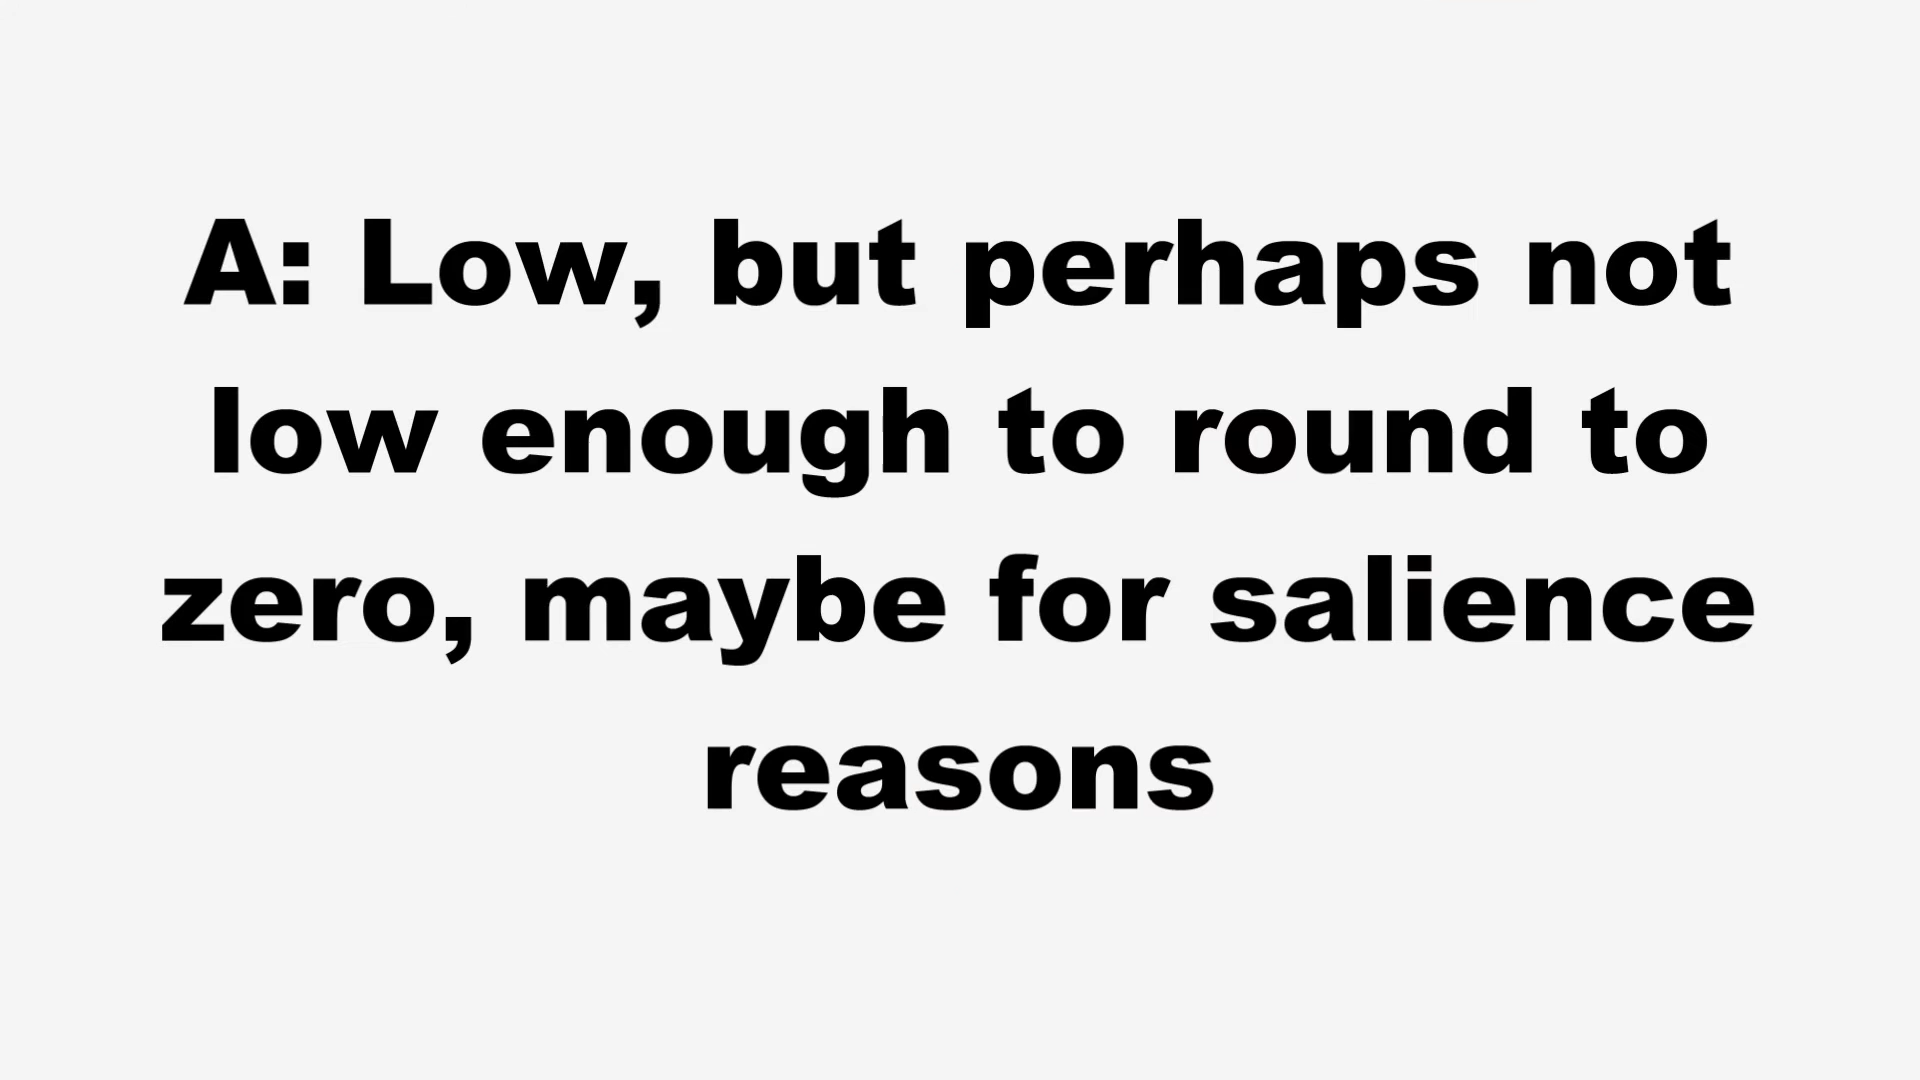 A: Low, but perhaps not
low enough to round to
zero, maybe for salience
reasons